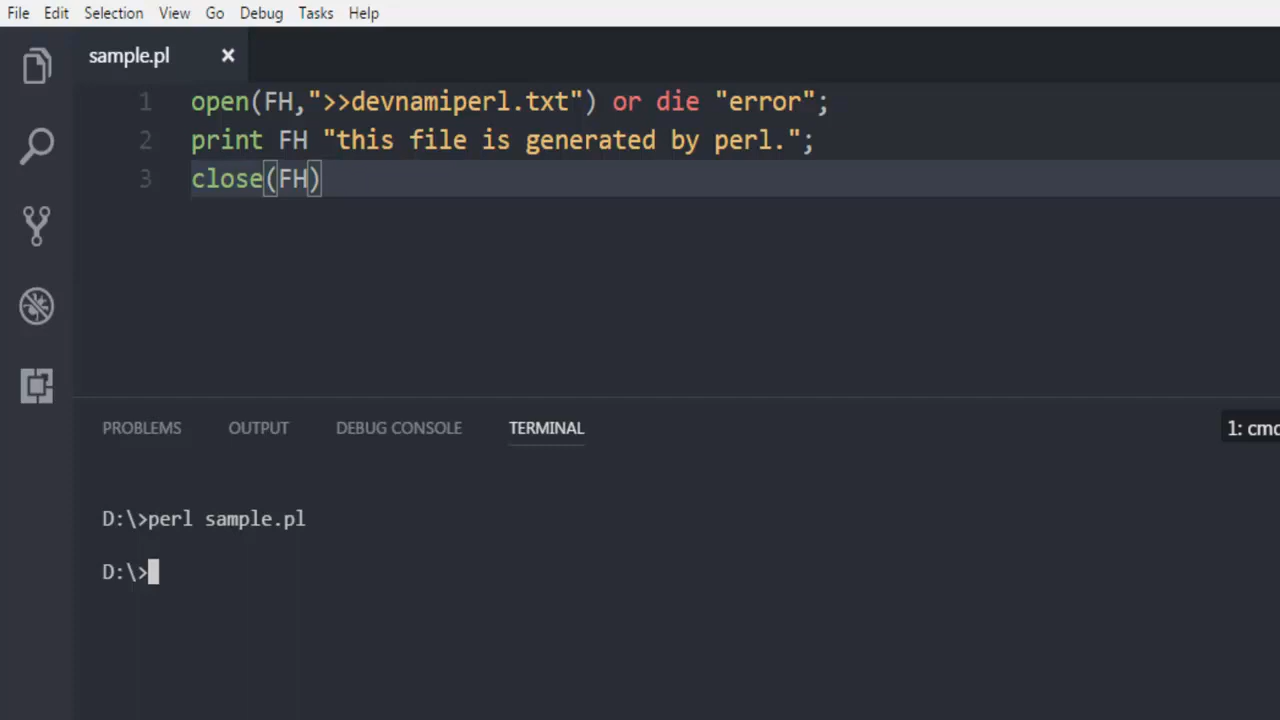 File Edit Selection View Go Debug Tasks Help
sample.pl ×
1 open(FH,">>devnamiperl.txt") or die "error";
2 print FH "this file is generated by perl.";
3 close(FH)
PROBLEMS OUTPUT DEBUG CONSOLE TERMINAL 1: cmd
D:\>perl sample.pl
D:\>